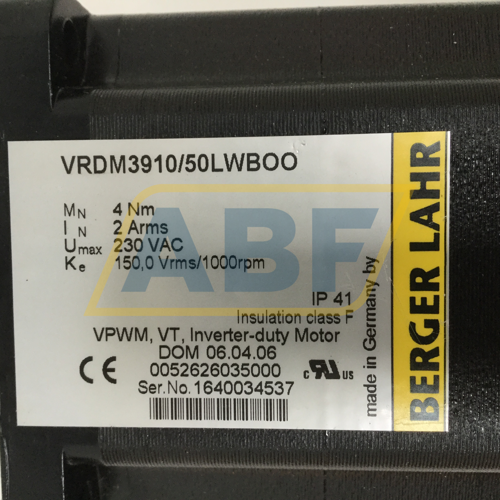 VRDM3910/50LWBOO
MN 4 Nm
IN 2 Arms
Umax 230 VAC
Ke 150,0 Vrms/1000rpm
ABF
IP 41
Insulation class F
VPWM, VT, Inverter-duty Motor
DOM 06.04.06
0052626035000
Ser.No.1640034537
CE
c RU US
made in Germany by
BERGER LAHR